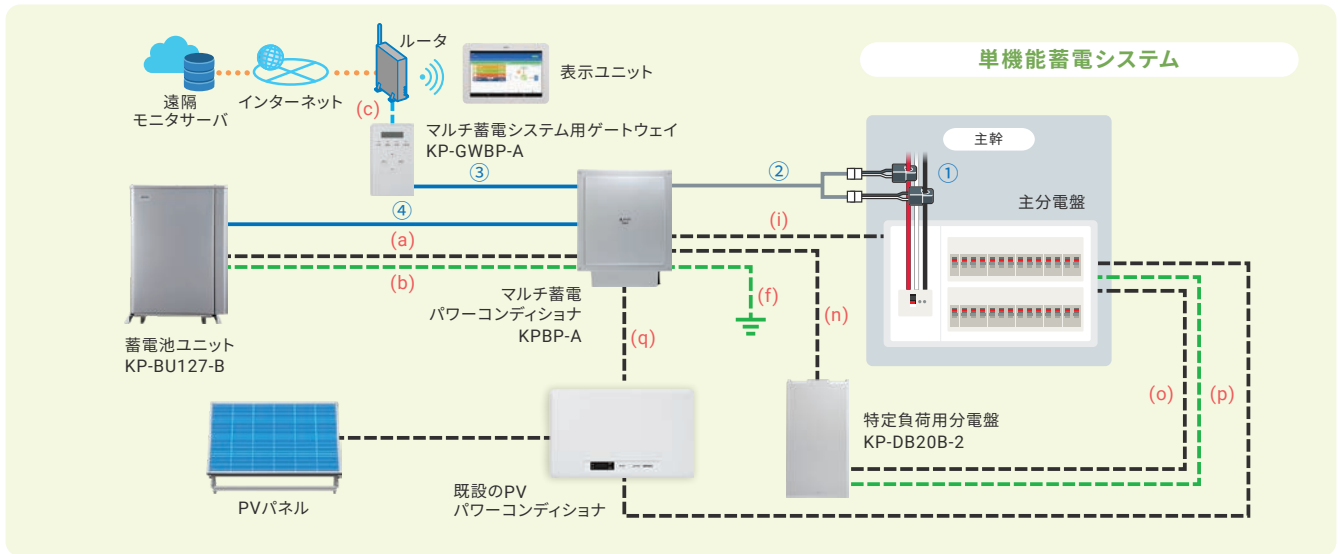 単機能蓄電システム
ルータ
表示ユニット
遠隔
モニタサーバ
インターネット
(c)
マルチ蓄電システム用ゲートウェイ
KP-GWBP-A
主幹
③
②
①
主分電盤
④
(a)
(i)
(b)
(f)
(n)
マルチ蓄電
パワーコンディショナ
KPBP-A
(q)
蓄電池ユニット
KP-BU127-B
(o)
(p)
特定負荷用分電盤
KP-DB20B-2
既設のPV
パワーコンディショナ
PVパネル